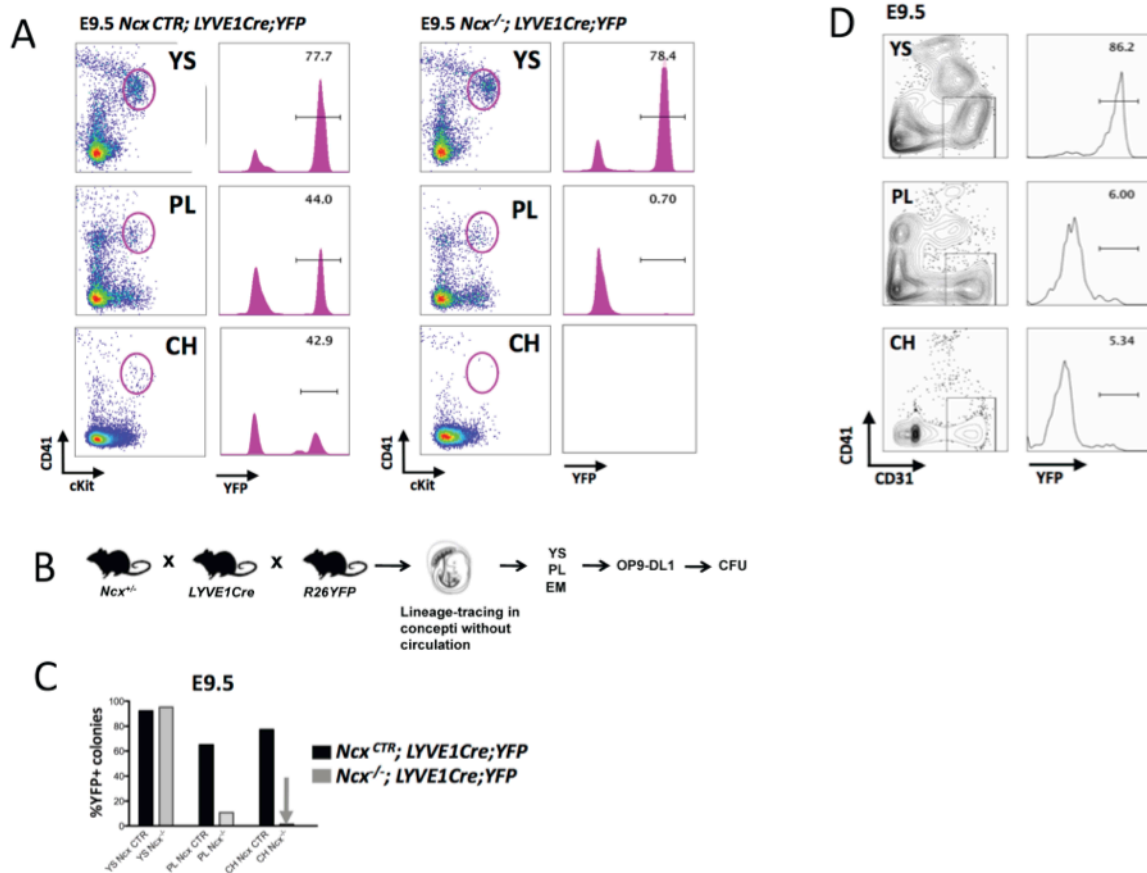 A
E9.5 Ncx CTR; LYVE1Cre;YFP
YS
77.7
PL
44.0
CH
42.9
CD41
cKit
YFP
E9.5 Ncx-/-; LYVE1Cre;YFP
YS
78.4
PL
0.70
CH
CD41
cKit
YFP
D
E9.5
YS
86.2
PL
6.00
CH
5.34
CD41
CD31
YFP
B
Ncx+/-
x
LYVE1Cre
x
R26YFP
Lineage-tracing in
concepti without
circulation
YS
PL
EM
OP9-DL1
CFU
C
E9.5
%YFP+ colonies
100
80
60
40
20
0
YS Ncx CTR
YS Ncx-/-
PL Ncx CTR
PL Ncx-/-
CH Ncx CTR
CH Ncx-/-
Ncx CTR; LYVE1Cre;YFP
Ncx-/-; LYVE1Cre;YFP